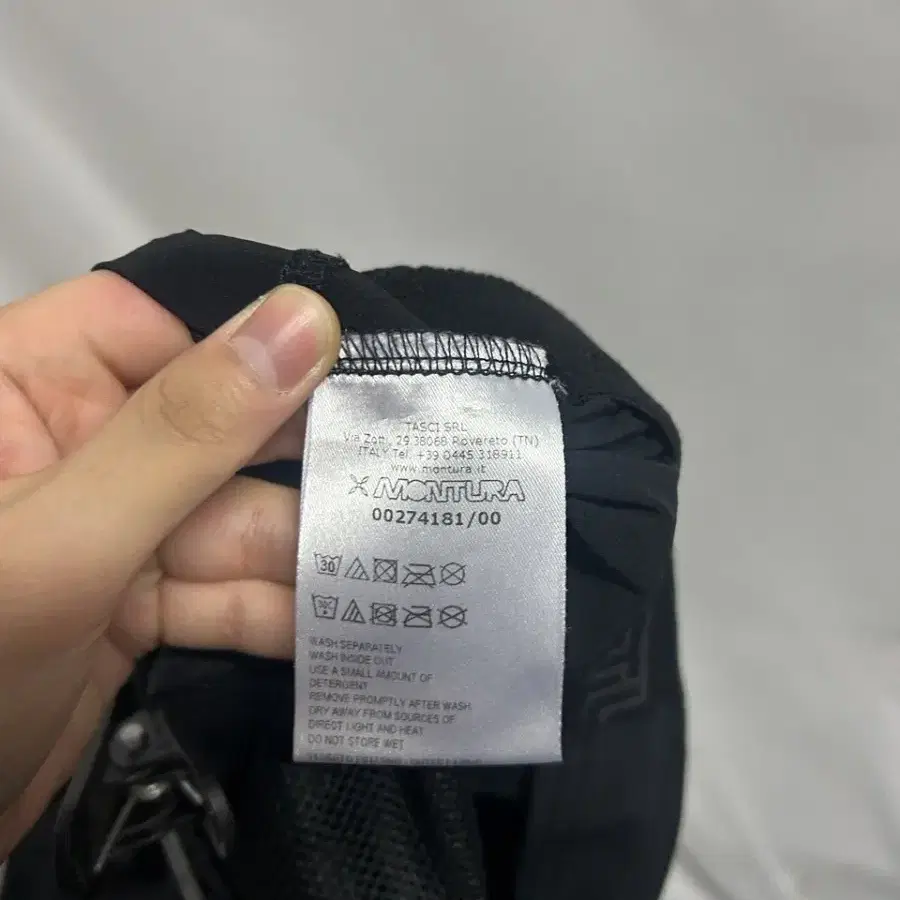 TASCI SRL
Via Zotti, 29 38068 Rovereto (TN)
ITALY Tel. +39 0445 318911
www.montura.it
MONTURA
00274181/00
30
30C
WASH SEPARATELY
WASH INSIDE OUT
USE A SMALL AMOUNT OF
DETERGENT
REMOVE PROMPTLY AFTER WASH
DRY AWAY FROM SOURCES OF
DIRECT LIGHT AND HEAT
DO NOT STORE WET